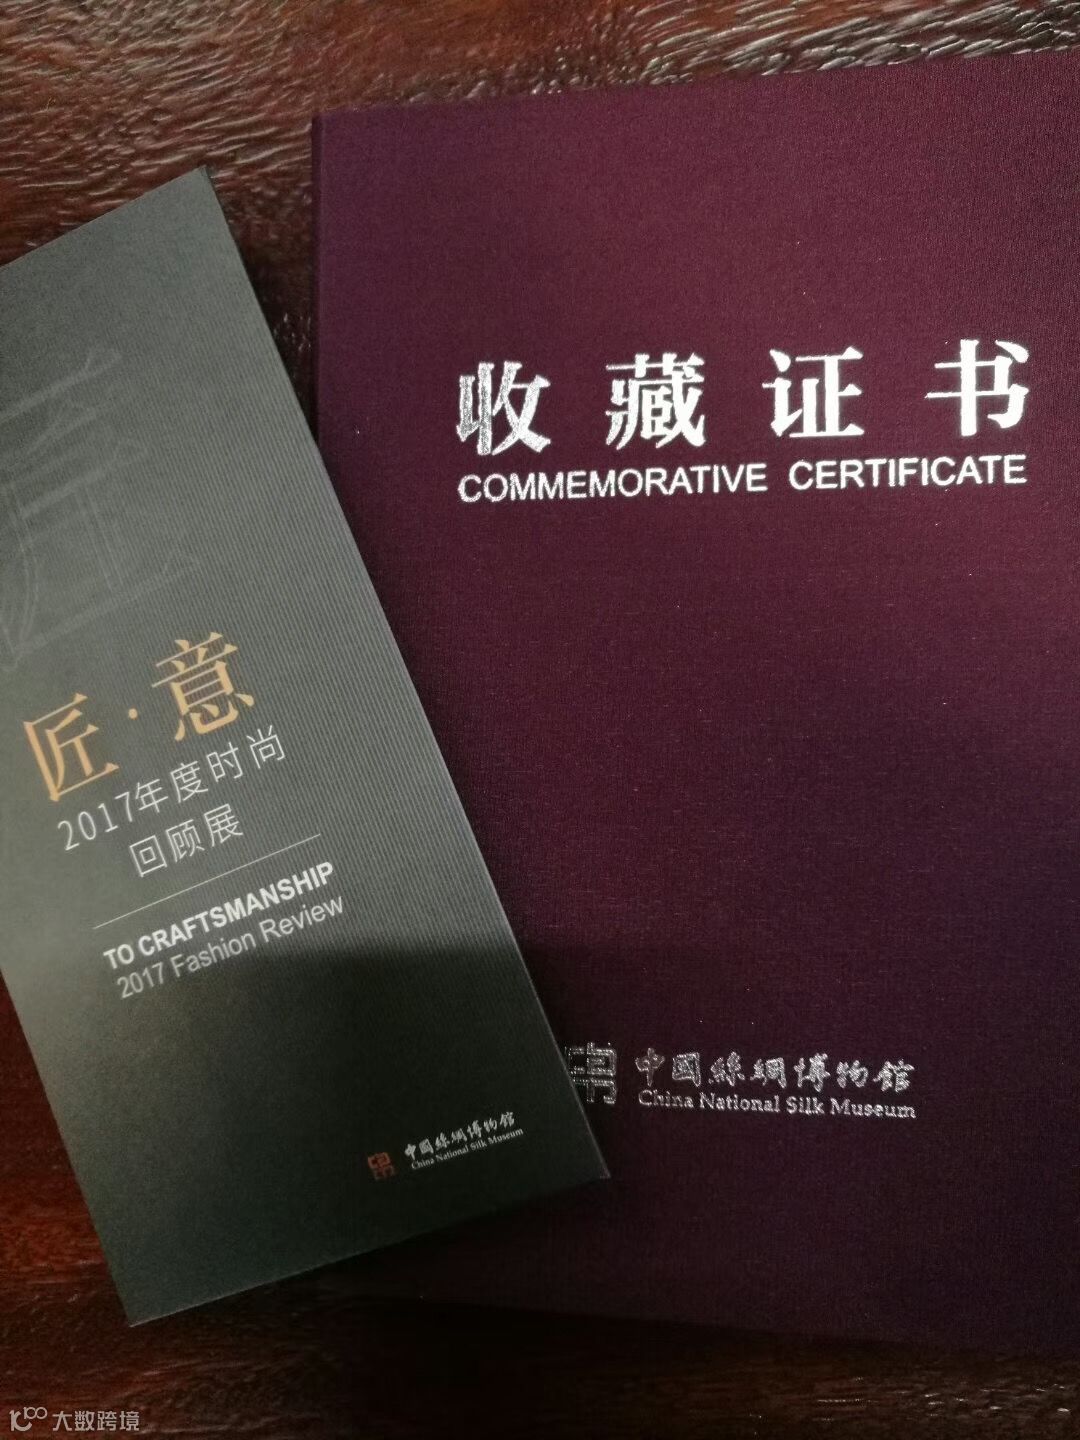 收藏证书
COMMEMORATIVE CERTIFICATE
中國絲綢博物館
China National Silk Museum
匠
匠·意
2017年度时尚
回顾展
TO CRAFTSMANSHIP
2017 Fashion Review
中國絲綢博物館
China National Silk Museum
大数跨境